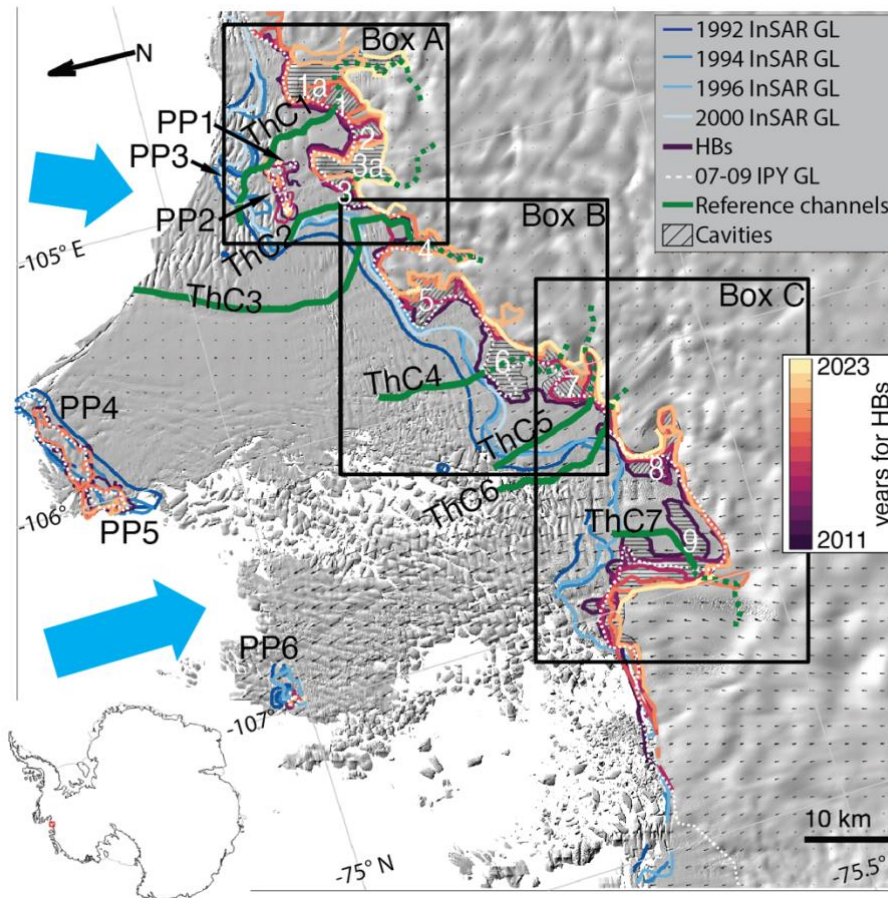 Box A
N
1a
1
ThC1
PP1
PP3
2
3a
3
PP2
ThC2
Box B
-105° E
4
ThC3
5
Box C
6
7
ThC4
PP4
ThC5
ThC6
8
PP5
-106°
ThC7
9
PP6
-107°
-75° N
10 km
-75.5°
1992 InSAR GL
1994 InSAR GL
1996 InSAR GL
2000 InSAR GL
HBs
07-09 IPY GL
Reference channels
Cavities
2023
years for HBs
2011